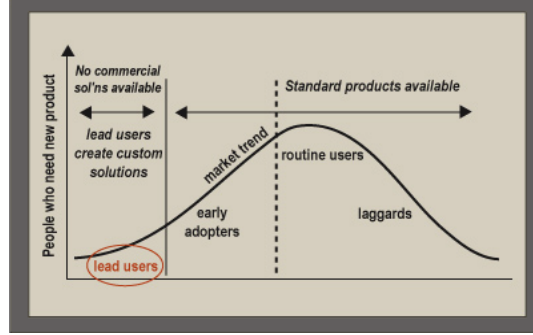 No commercial
sol'ns available
Standard products available
People who need new product
lead users
create custom
solutions
market trend
routine users
early
adopters
laggards
lead users